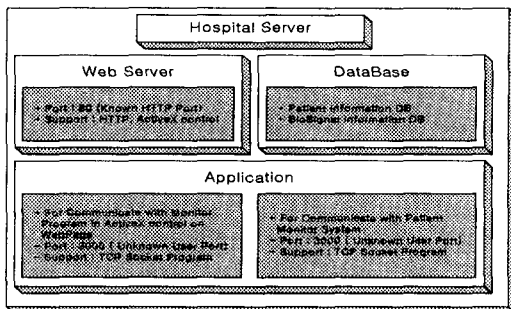 Hospital Server
Web Server
- Port : 80 (Known HTTP Port)
- Support : HTTP, ActiveX control
DataBase
- Patient Information DB
- BioSignal Information DB
Application
- For Communicate with Monitor
Program in ActiveX control on
WebPage
- Port : ( Unknown User Port)
- Support : TCP Socket Program
- For Communicate with Patient
Monitor System
- Port : 3000 ( Unknown User Port)
- Support : TCP Socket Program